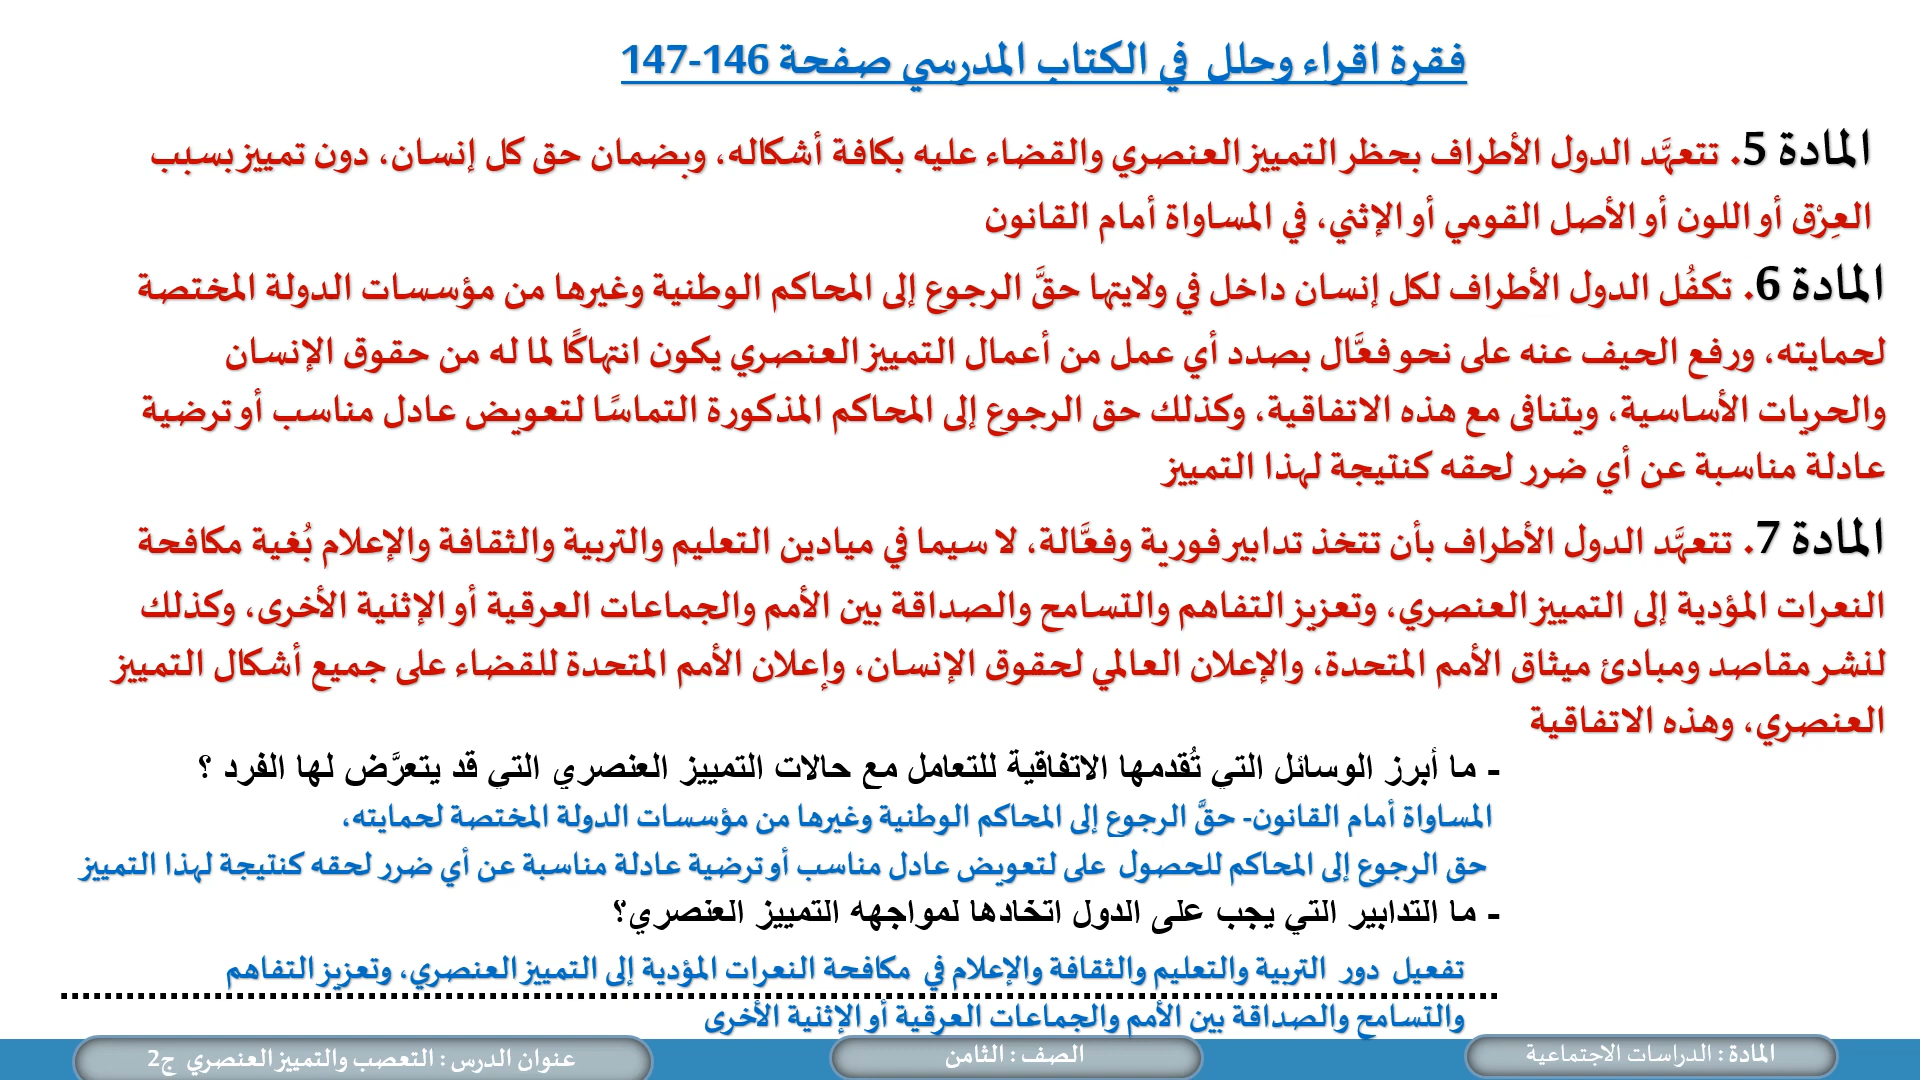 فقرة اقراء وحلل في الكتاب المدرسي صفحة 146-147
المادة 5. تتعهَّد الدول الأطراف بحظر التمييز العنصري والقضاء عليه بكافة أشكاله، وبضمان حق كل إنسان، دون تمييز بسبب
العِرْق أو اللون أو الأصل القومي أو الإثني، في المساواة أمام القانون
المادة 6. تكفُل الدول الأطراف لكل إنسان داخل في ولايتها حقَّ الرجوع إلى المحاكم الوطنية وغيرها من مؤسسات الدولة المختصة
لحمايته، ورفع الحيف عنه على نحو فعَّال بصدد أي عمل من أعمال التمييز العنصري يكون انتهاكًا لما له من حقوق الإنسان
والحريات الأساسية، ويتنافى مع هذه الاتفاقية، وكذلك حق الرجوع إلى المحاكم المذكورة التماسًا لتعويض عادل مناسب أو ترضية
عادلة مناسبة عن أي ضرر لحقه كنتيجة لهذا التمييز
المادة 7. تتعهَّد الدول الأطراف بأن تتخذ تدابير فورية وفعَّالة، لا سيما في ميادين التعليم والتربية والثقافة والإعلام بُغية مكافحة
النعرات المؤدية إلى التمييز العنصري، وتعزيز التفاهم والتسامح والصداقة بين الأمم والجماعات العرقية أو الإثنية الأخرى، وكذلك
لنشر مقاصد ومبادئ ميثاق الأمم المتحدة، والإعلان العالمي لحقوق الإنسان، وإعلان الأمم المتحدة للقضاء على جميع أشكال التمييز
العنصري، وهذه الاتفاقية
- ما أبرز الوسائل التي تُقدمها الاتفاقية للتعامل مع حالات التمييز العنصري التي قد يتعرَّض لها الفرد ؟
المساواة أمام القانون- حقَّ الرجوع إلى المحاكم الوطنية وغيرها من مؤسسات الدولة المختصة لحمايته،
حق الرجوع إلى المحاكم للحصول على لتعويض عادل مناسب أو ترضية عادلة مناسبة عن أي ضرر لحقه كنتيجة لهذا التمييز
- ما التدابير التي يجب على الدول اتخادها لمواجهه التمييز العنصري؟
تفعيل دور التربية والتعليم والثقافة والإعلام في مكافحة النعرات المؤدية إلى التمييز العنصري، وتعزيز التفاهم
والتسامح والصداقة بين الأمم والجماعات العرقية أو الإثنية الأخرى
المادة : الدراسات الاجتماعية
الصف : الثامن
عنوان الدرس : التعصب والتمييز العنصري ج2